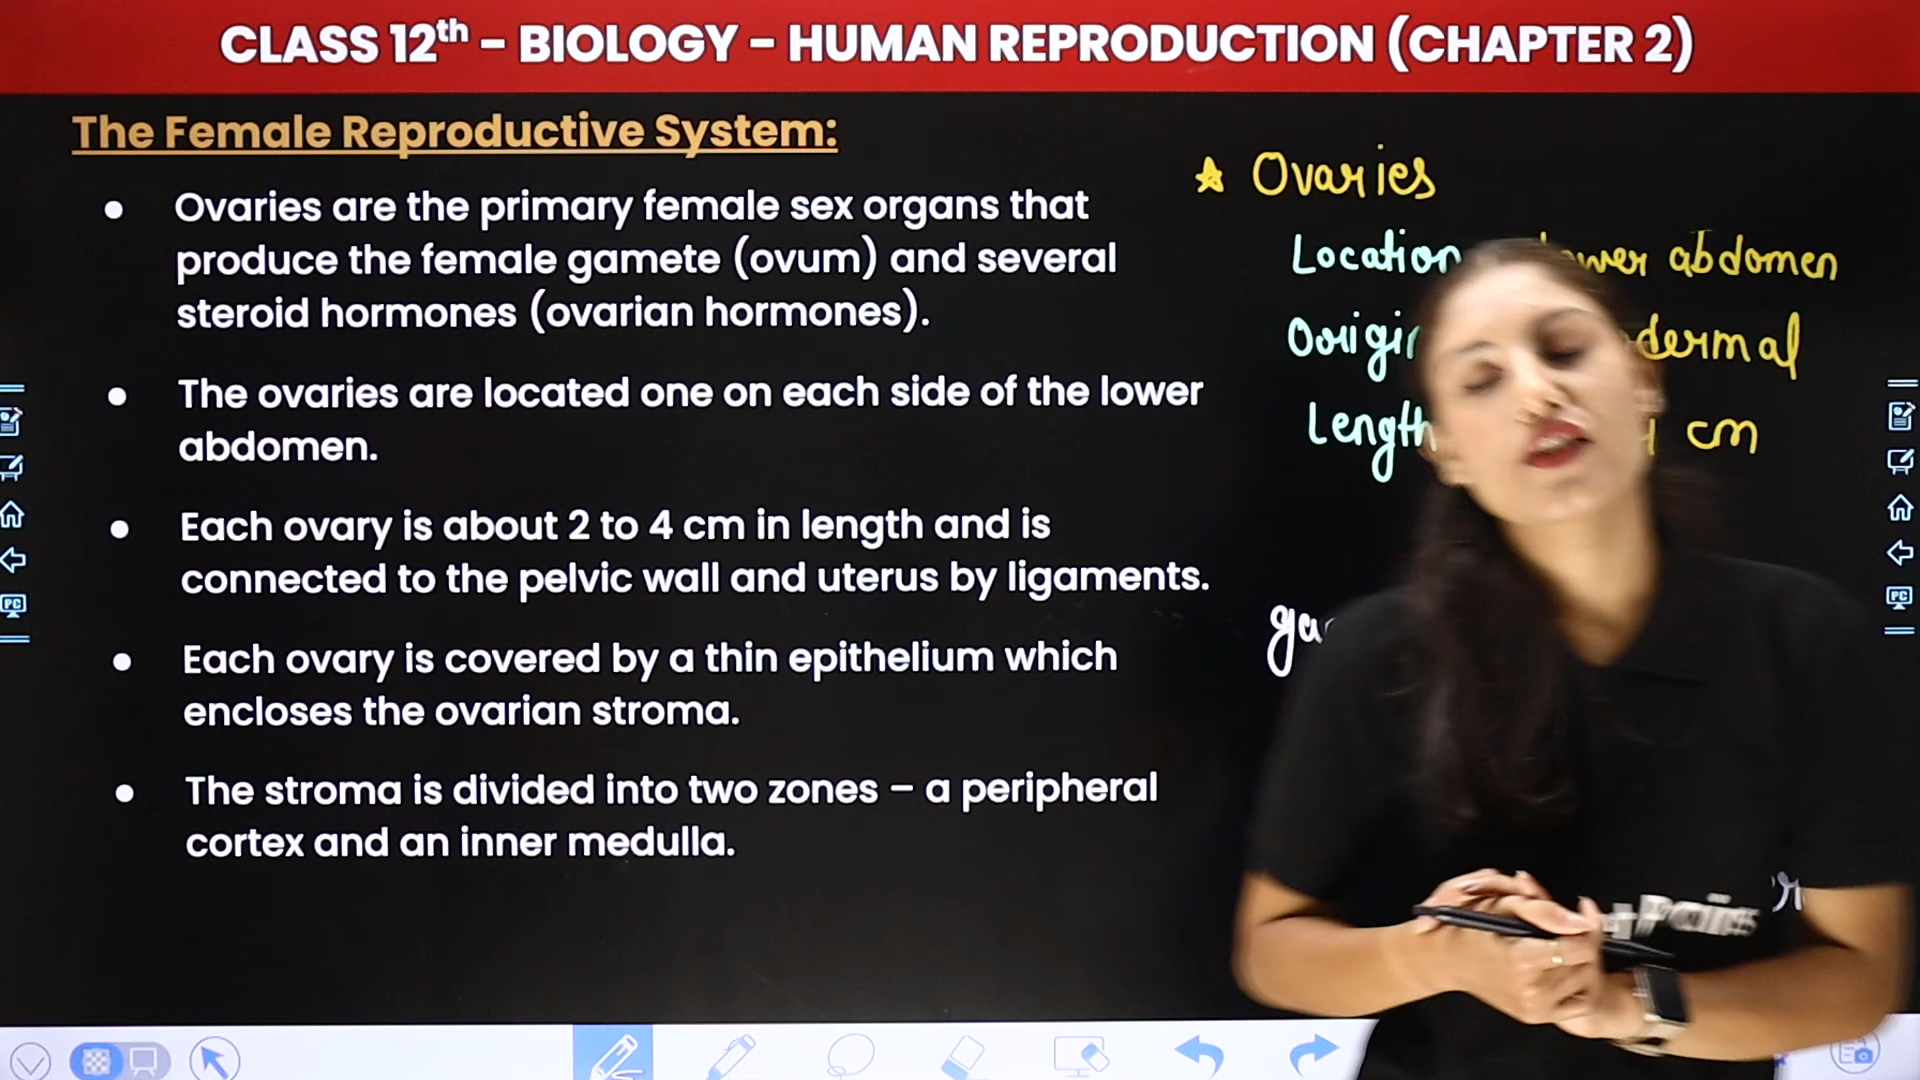 CLASS 12th - BIOLOGY - HUMAN REPRODUCTION (CHAPTER 2)
The Female Reproductive System:
• Ovaries are the primary female sex organs that
produce the female gamete (ovum) and several
steroid hormones (ovarian hormones).
• The ovaries are located one on each side of the lower
abdomen.
• Each ovary is about 2 to 4 cm in length and is
connected to the pelvic wall and uterus by ligaments.
• Each ovary is covered by a thin epithelium which
encloses the ovarian stroma.
• The stroma is divided into two zones – a peripheral
cortex and an inner medulla.
★ Ovaries
Location abdomen
Length cm
PC
PC